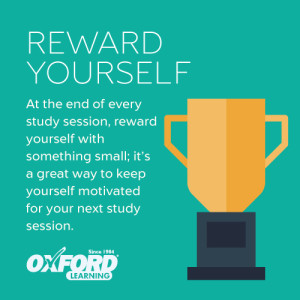 REWARD
YOURSELF
At the end of every
study session, reward
yourself with
something small; it's
a great way to keep
yourself motivated
for your next study
session.
Since 1984
OXFORD
LEARNING